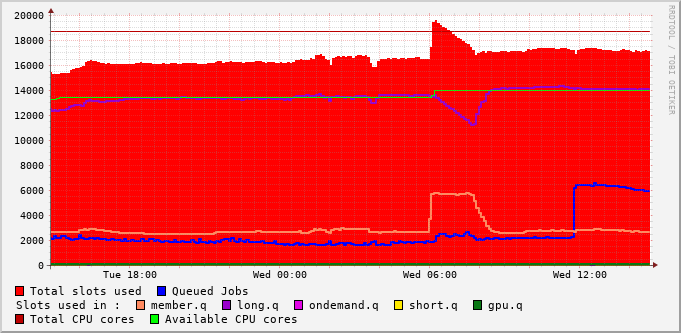 20000
18000
16000
14000
12000
10000
8000
6000
4000
2000
0
Tue 18:00 Wed 00:00 Wed 06:00 Wed 12:00
Total slots used Queued Jobs
Slots used in : member.q long.q ondemand.q short.q gpu.q
Total CPU cores Available CPU cores
RRDTOOL / TOBI OETIKER